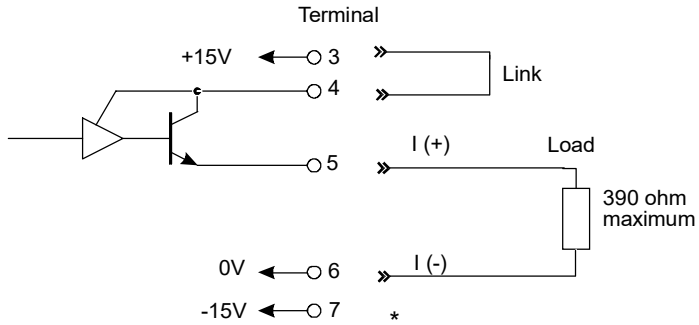 Terminal
+15V 3
4
Link
5
I (+)
Load
390 ohm
maximum
0V 6
I (-)
-15V 7
*